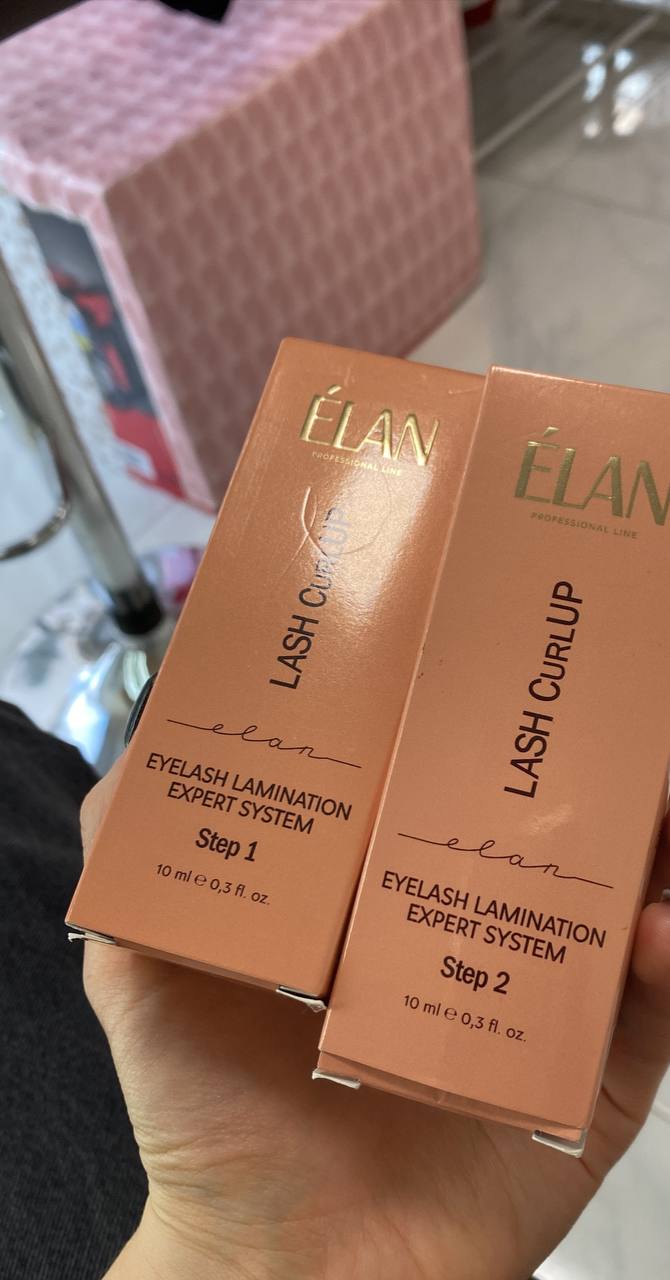 ÉLAN
PROFESSIONAL LINE
LASH CURLUP
elan
EYELASH LAMINATION
EXPERT SYSTEM
Step 1
10 ml ℮ 0,3 fl. oz.
ÉLAN
PROFESSIONAL LINE
LASH CURLUP
elan
EYELASH LAMINATION
EXPERT SYSTEM
Step 2
10 ml ℮ 0,3 fl. oz.